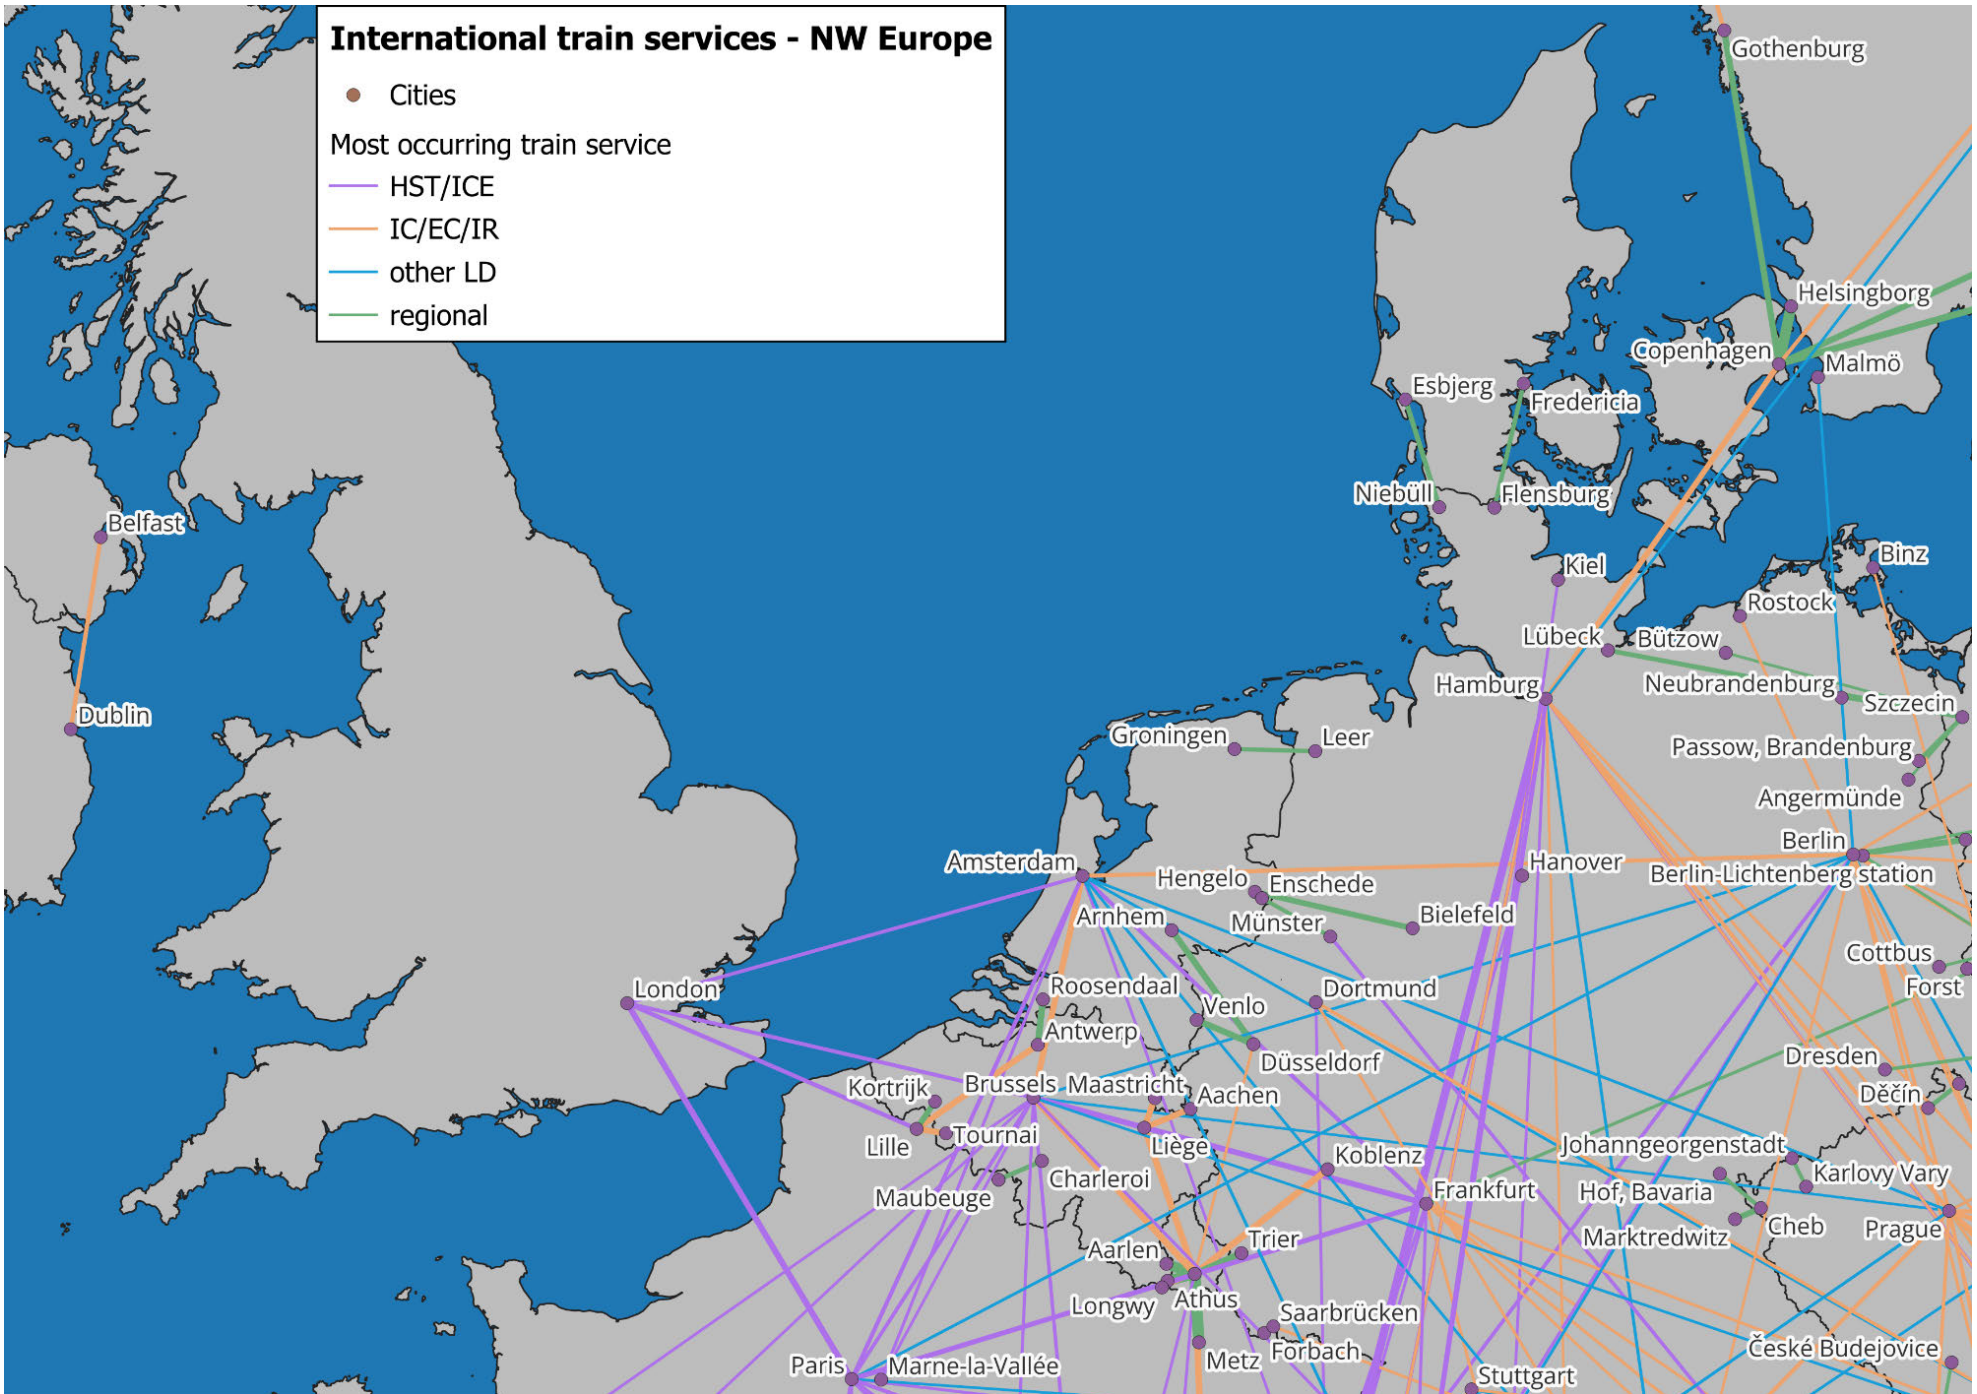 International train services - NW Europe
Cities
Most occurring train service
HST/ICE
IC/EC/IR
other LD
regional
Gothenburg
Helsingborg
Copenhagen
Malmö
Esbjerg
Fredericia
Niebüll
Flensburg
Belfast
Binz
Kiel
Rostock
Lübeck
Bützow
Hamburg
Neubrandenburg
Szczecin
Dublin
Groningen
Leer
Passow, Brandenburg
Angermünde
Berlin
Amsterdam
Hanover
Hengelo
Enschede
Berlin-Lichtenberg station
Arnhem
Münster
Bielefeld
Cottbus
London
Roosendaal
Dortmund
Forst
Venlo
Antwerp
Düsseldorf
Dresden
Kortrijk
Brussels
Maastricht
Aachen
Děčín
Lille
Tournai
Liège
Johanngeorgenstadt
Koblenz
Karlovy Vary
Charleroi
Maubeuge
Frankfurt
Hof, Bavaria
Cheb
Prague
Marktredwitz
Aarlen
Trier
Longwy
Athus
Saarbrücken
Forbach
České Budejovice
Paris
Marne-la-Vallée
Metz
Stuttgart